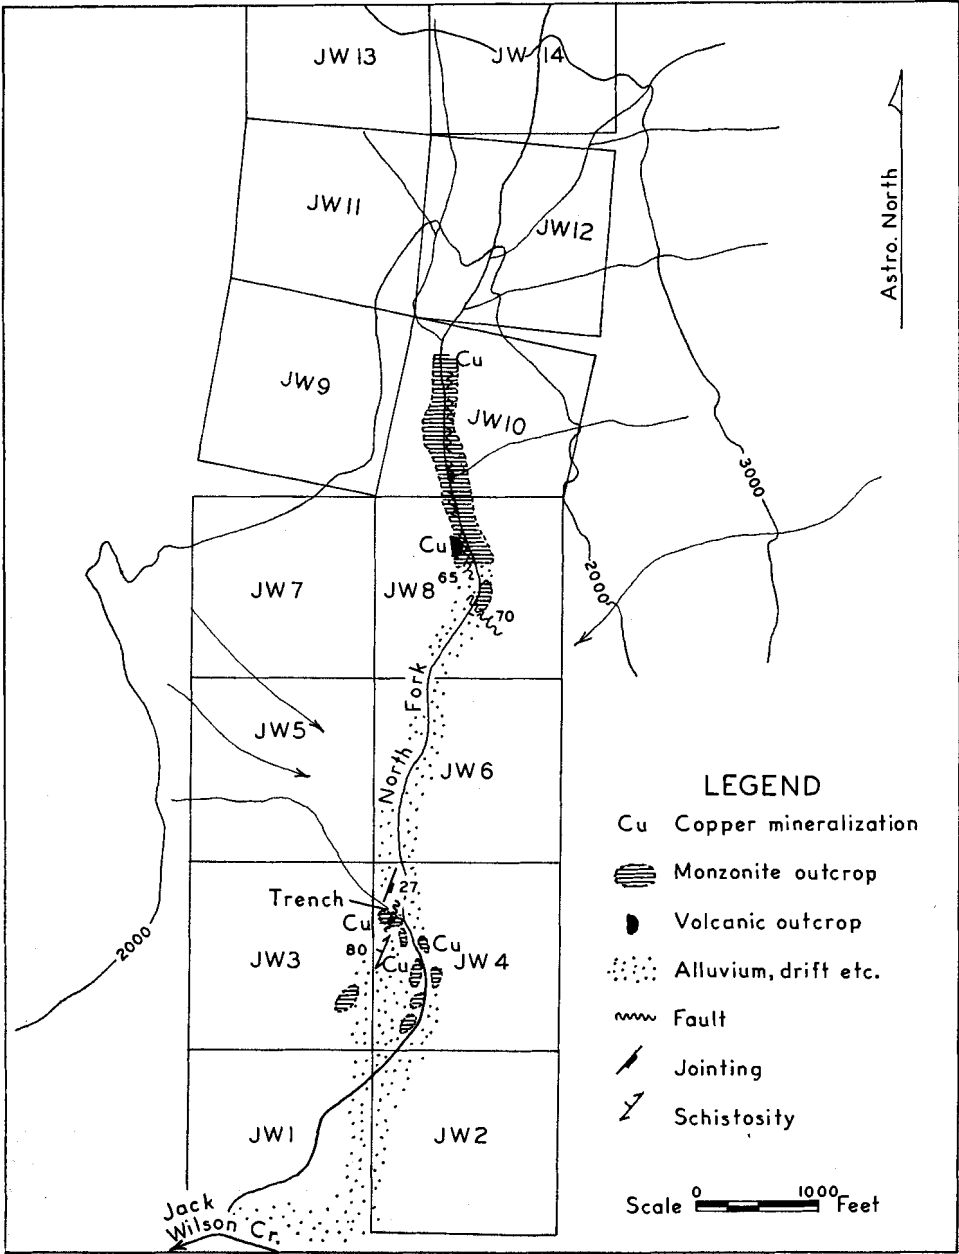 JW 13
JW 14
JW 11
JW 12
Astro. North
JW 9
Cu
JW 10
3000
Cu
65
JW 7
JW 8
2000
70
North Fork
JW 5
JW 6
LEGEND
Cu Copper mineralization
Monzonite outcrop
Volcanic outcrop
Alluvium, drift etc.
Fault
Jointing
Schistosity
27
Trench
Cu
2000
80
Cu
Cu
JW 3
JW 4
JW 1
JW 2
Jack
Wilson Cr.
0 1000
Scale Feet